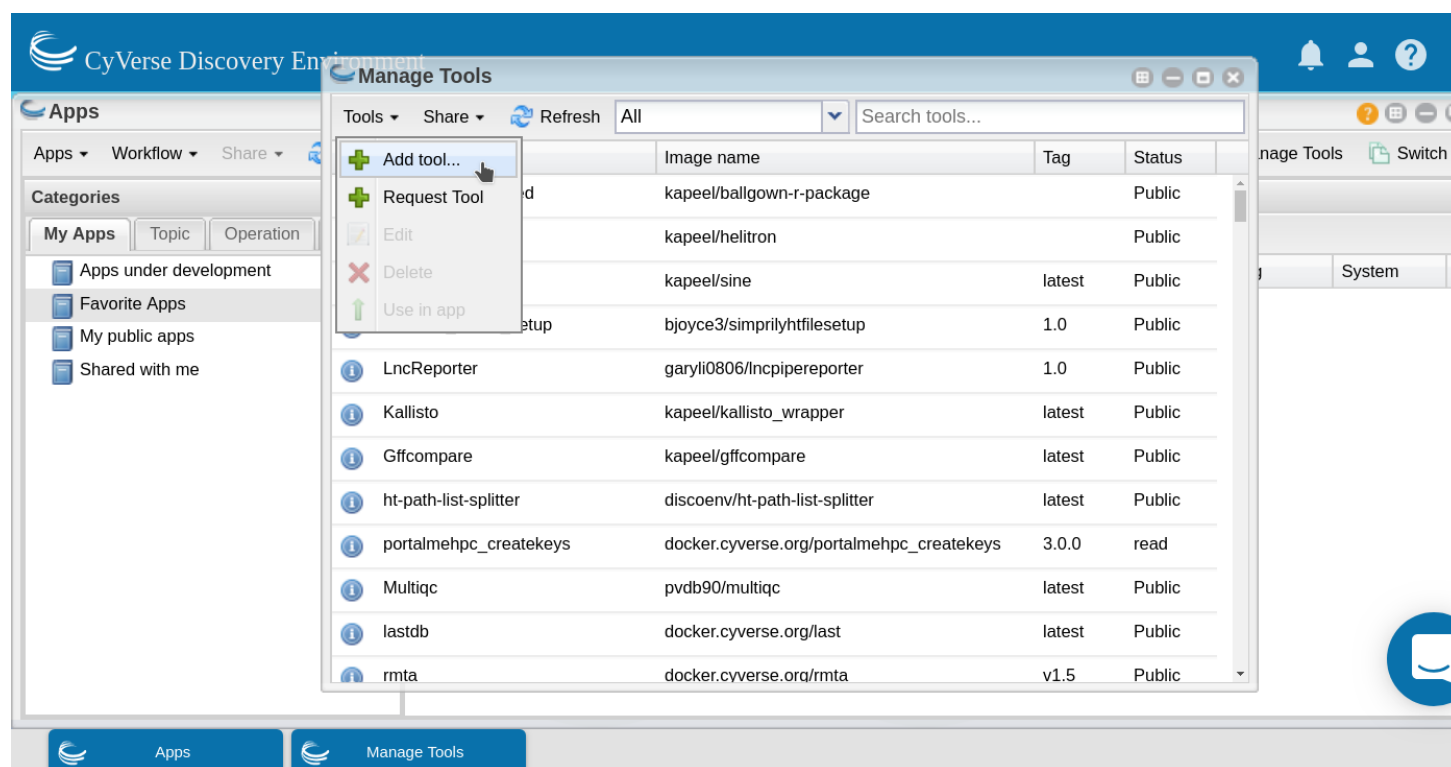 CyVerse Discovery Environment
Manage Tools
Apps
Tools Share Refresh All Search tools...
Apps Workflow Share
Manage Tools Switch
Add tool...
Image name Tag Status
Categories
Request Tool
kapeel/ballgown-r-package Public
My Apps Topic Operation
Edit
kapeel/helitron Public
Apps under development
Delete
kapeel/sine latest Public
System
Favorite Apps
Use in app
My public apps
bjoyce3/simprilyhtfilesetup 1.0 Public
Shared with me
LncReporter garyli0806/lncpipereporter 1.0 Public
Kallisto kapeel/kallisto_wrapper latest Public
Gffcompare kapeel/gffcompare latest Public
ht-path-list-splitter discoenv/ht-path-list-splitter latest Public
portalmehpc_createkeys docker.cyverse.org/portalmehpc_createkeys 3.0.0 read
Multiqc pvdb90/multiqc latest Public
lastdb docker.cyverse.org/last latest Public
rmta docker.cyverse.org/rmta v1.5 Public
Apps Manage Tools